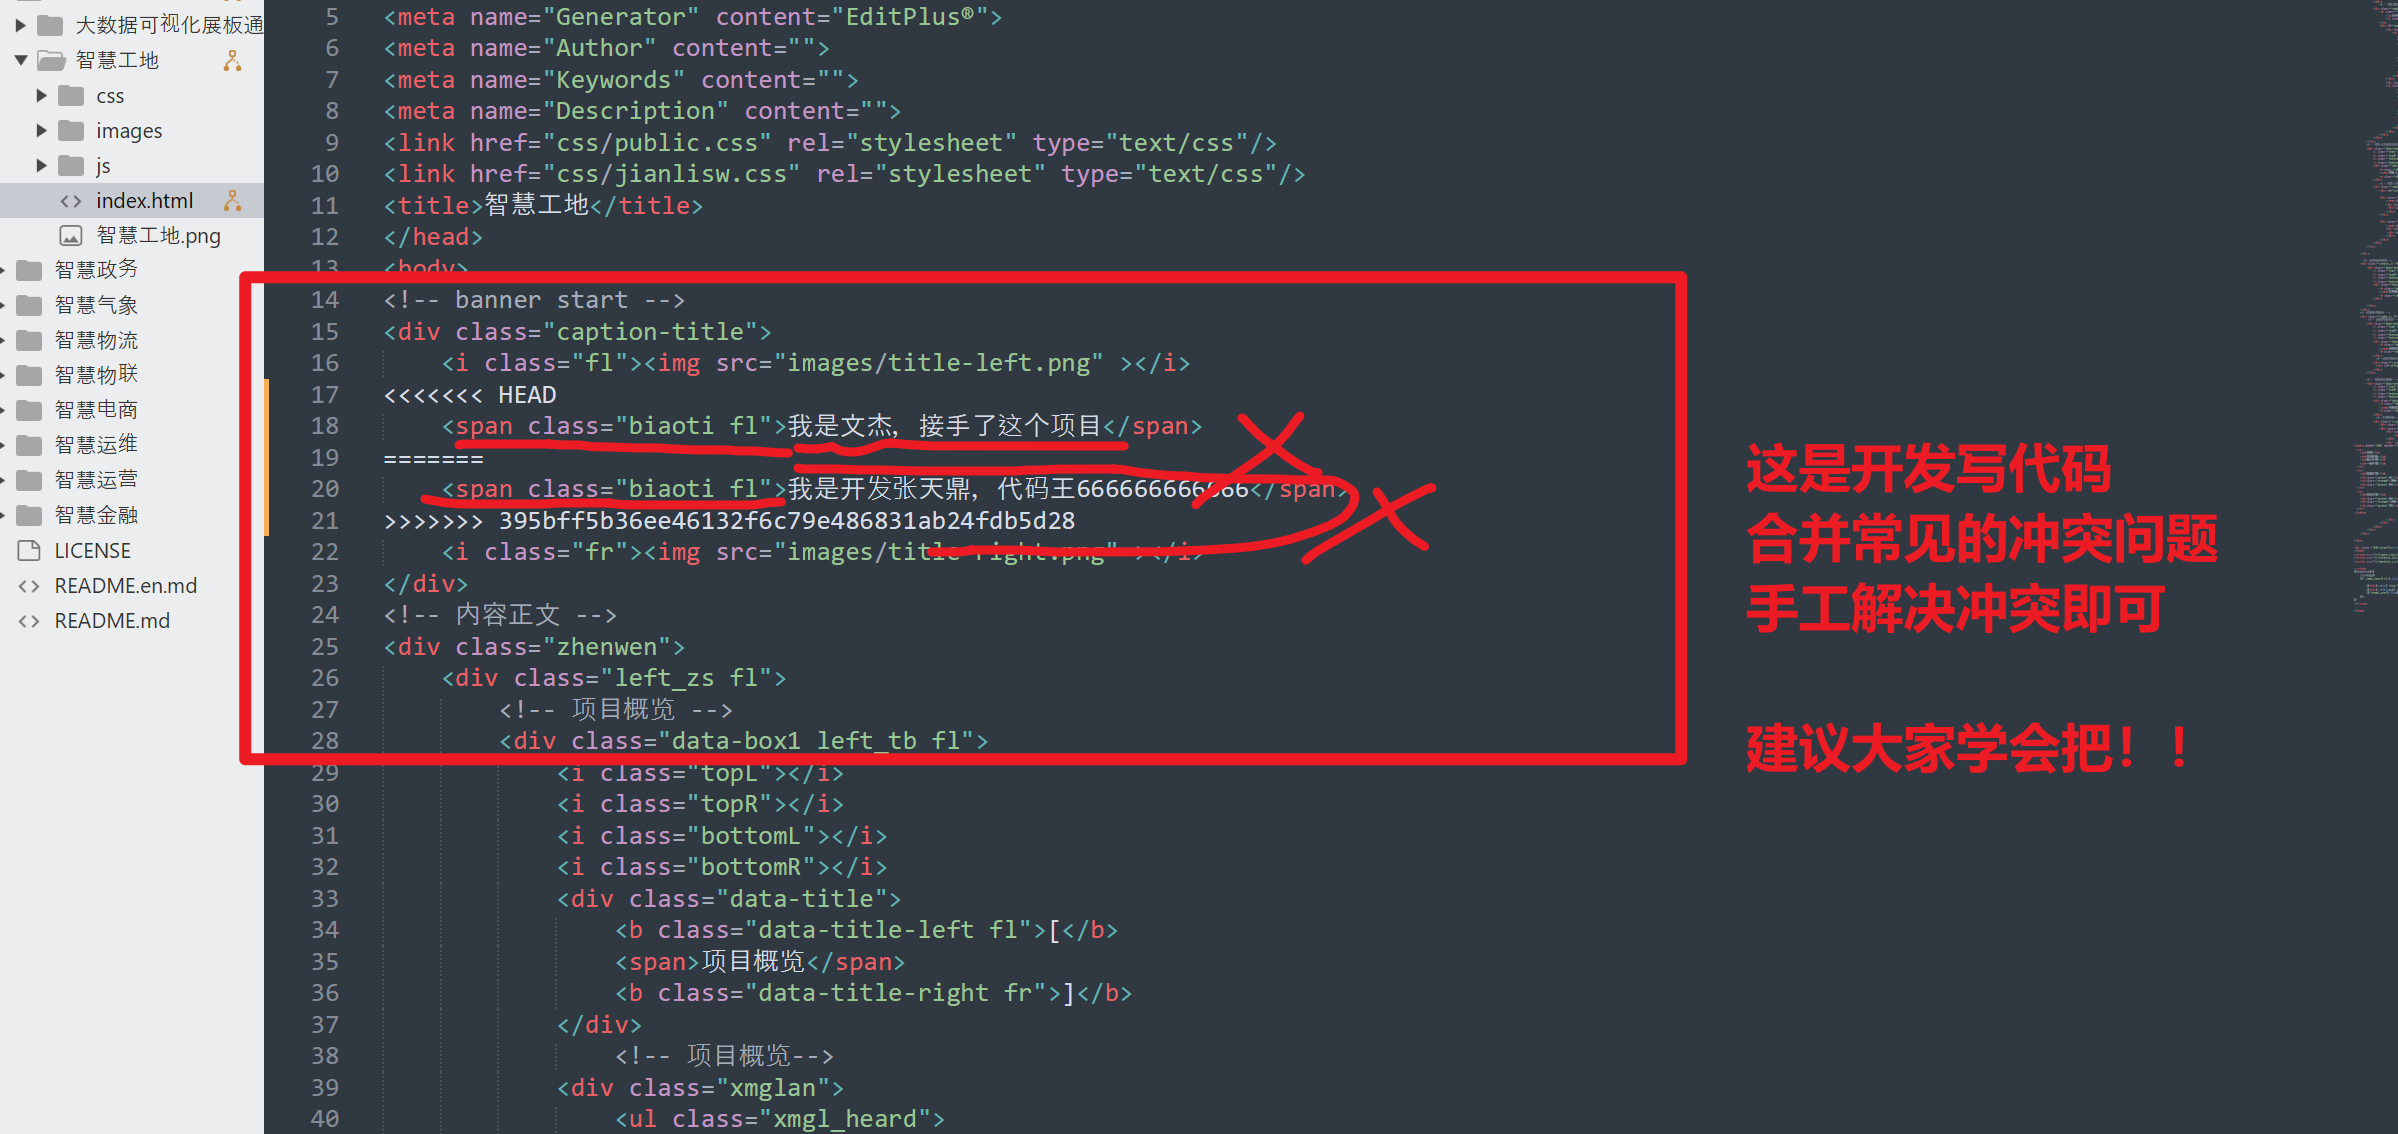 大数据可视化展板通
智慧工地
css
images
js
index.html
智慧工地.png
智慧政务
智慧气象
智慧物流
智慧物联
智慧电商
智慧运维
智慧运营
智慧金融
LICENSE
README.en.md
README.md
5 <meta name="Generator" content="EditPlus®">
6 <meta name="Author" content="">
7 <meta name="Keywords" content="">
8 <meta name="Description" content="">
9 <link href="css/public.css" rel="stylesheet" type="text/css"/>
10 <link href="css/jianlisw.css" rel="stylesheet" type="text/css"/>
11 <title>智慧工地</title>
12 </head>
13 <body>
14 <!-- banner start -->
15 <div class="caption-title">
16 <i class="fl"><img src="images/title-left.png" ></i>
17 <<<<<<< HEAD
18 <span class="biaoti fl">我是文杰，接手了这个项目</span>
19 =======
20 <span class="biaoti fl">我是开发张天鼎，代码王666666666666</span>
21 >>>>>>> 395bff5b36ee46132f6c79e486831ab24fdb5d28
22 <i class="fr"><img src="images/title-right.png" ></i>
23 </div>
24 <!-- 内容正文 -->
25 <div class="zhenwen">
26 <div class="left_zs fl">
27 <!-- 项目概览 -->
28 <div class="data-box1 left_tb fl">
29 <i class="topL"></i>
30 <i class="topR"></i>
31 <i class="bottomL"></i>
32 <i class="bottomR"></i>
33 <div class="data-title">
34 <b class="data-title-left fl">[</b>
35 <span>项目概览</span>
36 <b class="data-title-right fr">]</b>
37 </div>
38 <!-- 项目概览-->
39 <div class="xmglan">
40 <ul class="xmgl_heard">
这是开发写代码
合并常见的冲突问题
手工解决冲突即可
建议大家学会把！！